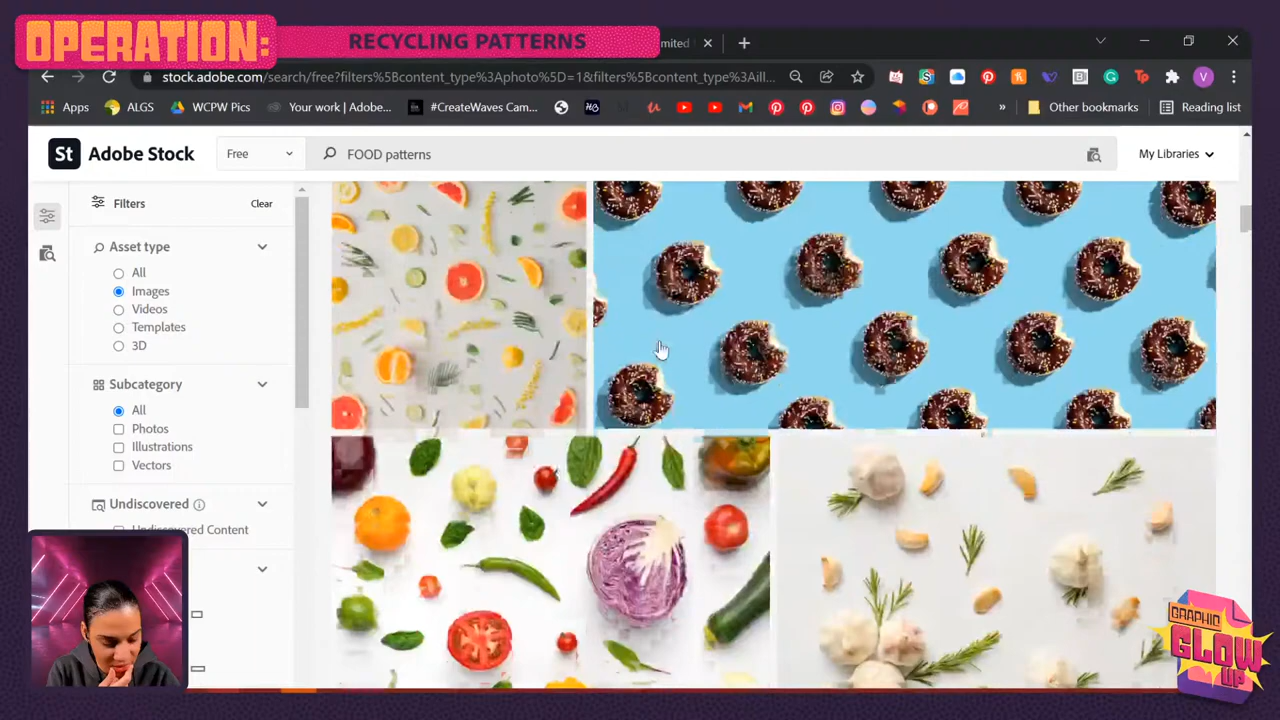 OPERATION:
RECYCLING PATTERNS
mited
stock.adobe.com/search/free?filters%5Bcontent_type%3Aphoto%5D=1&filters%5Bcontent_type%3Aill...
Apps
ALGS
WCPW Pics
Your work | Adobe...
#CreateWaves Cam...
»
Other bookmarks
Reading list
V
St
Adobe Stock
Free
FOOD patterns
My Libraries
Filters
Clear
Asset type
All
Images
Videos
Templates
3D
Subcategory
All
Photos
Illustrations
Vectors
Undiscovered
Undiscovered Content
GRAPHIC
GLOW
UP